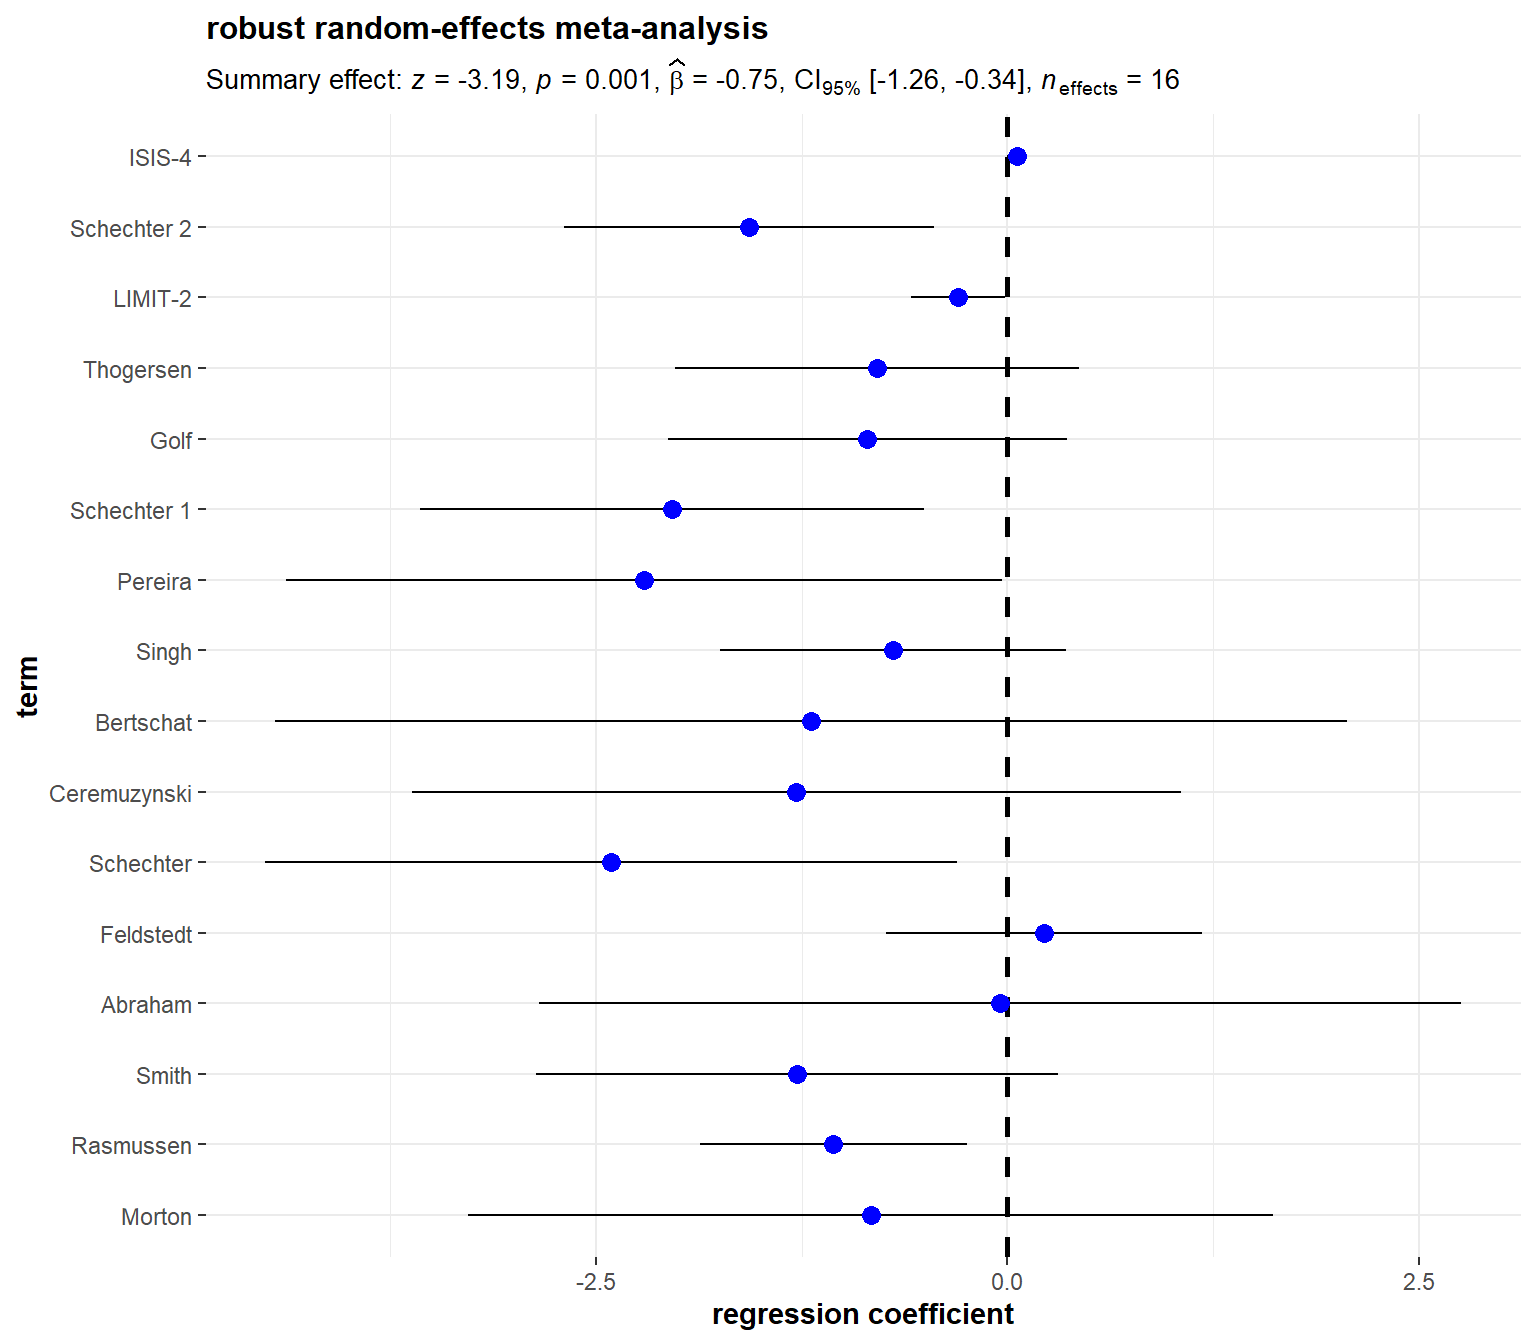 robust random-effects meta-analysis
Summary effect: z = -3.19, p = 0.001, β̂ = -0.75, CI95% [-1.26, -0.34], neffects = 16
ISIS-4
Schechter 2
LIMIT-2
Thogersen
Golf
Schechter 1
Pereira
Singh
Bertschat
Ceremuzynski
Schechter
Feldstedt
Abraham
Smith
Rasmussen
Morton
term
-2.5 0.0 2.5
regression coefficient